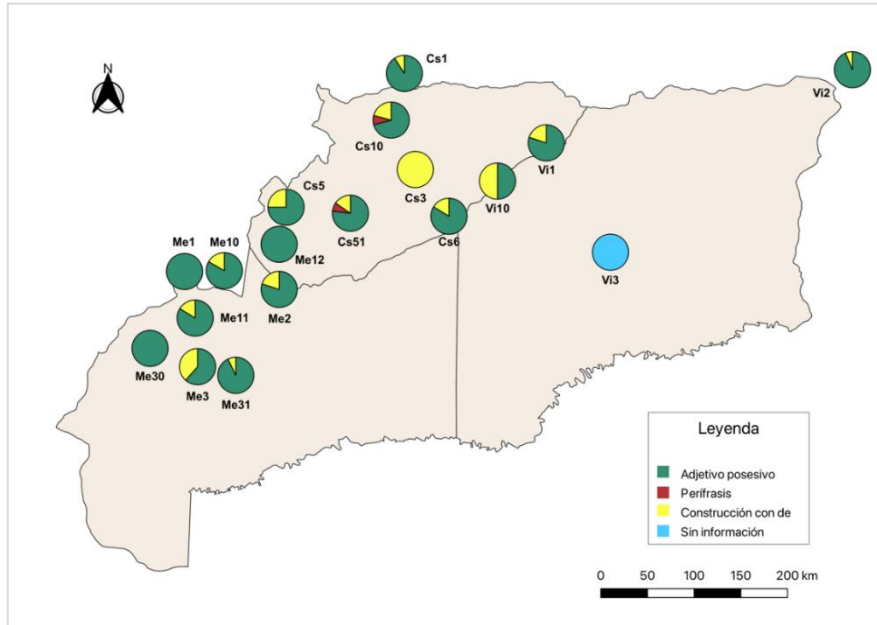 N
Cs1
Vi2
Cs10
Vi1
Cs3
Vi10
Cs5
Cs51
Cs6
Me12
Vi3
Me1
Me10
Me2
Me11
Me30
Me3
Me31
Leyenda
Adjetivo posesivo
Perífrasis
Construcción con de
Sin información
0 50 100 150 200 km